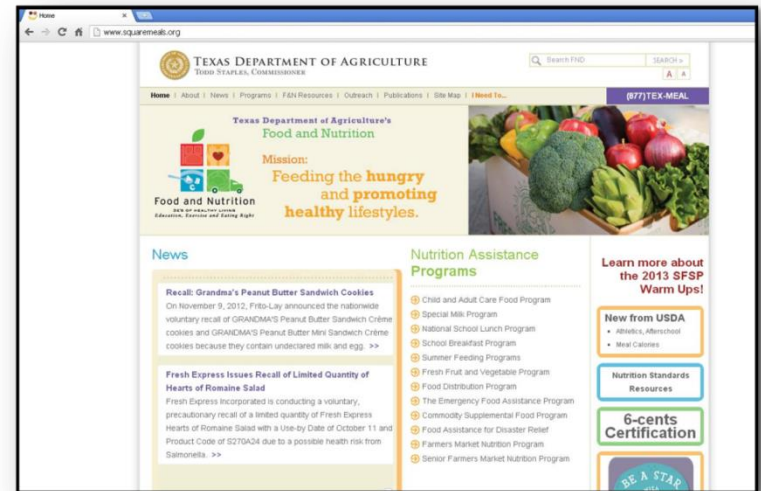 Home
www.squaremeals.org
TEXAS DEPARTMENT OF AGRICULTURE
TODD STAPLES, COMMISSIONER
Search FND
SEARCH »
A A
Home | About | News | Programs | F&N Resources | Outreach | Publications | Site Map | I Need To...
(877)TEX-MEAL
Texas Department of Agriculture's
Food and Nutrition
Mission:
Feeding the hungry
and promoting
healthy lifestyles.
Food and Nutrition
3E'S OF HEALTHY LIVING
Education, Exercise and Eating Right
News
Recall: Grandma's Peanut Butter Sandwich Cookies
On November 9, 2012, Frito-Lay announced the nationwide
voluntary recall of GRANDMA'S Peanut Butter Sandwich Crème
cookies and GRANDMA'S Peanut Butter Mini Sandwich Crème
cookies because they contain undeclared milk and egg. >>
Fresh Express Issues Recall of Limited Quantity of
Hearts of Romaine Salad
Fresh Express Incorporated is conducting a voluntary,
precautionary recall of a limited quantity of Fresh Express
Hearts of Romaine Salad with a Use-by Date of October 11 and
Product Code of S270A24 due to a possible health risk from
Salmonella. >>
Nutrition Assistance
Programs
Child and Adult Care Food Program
Special Milk Program
National School Lunch Program
School Breakfast Program
Summer Feeding Programs
Fresh Fruit and Vegetable Program
Food Distribution Program
The Emergency Food Assistance Program
Commodity Supplemental Food Program
Food Assistance for Disaster Relief
Farmers Market Nutrition Program
Senior Farmers Market Nutrition Program
Learn more about
the 2013 SFSP
Warm Ups!
New from USDA
• Athletics, Afterschool
• Meal Calories
Nutrition Standards
Resources
6-cents
Certification
BE A STAR